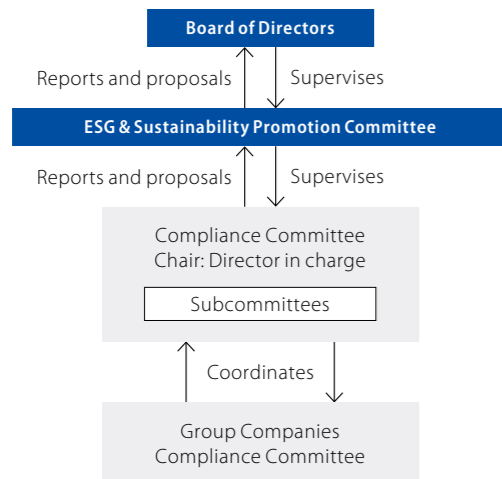 Board of Directors
Reports and proposals
Supervises
ESG & Sustainability Promotion Committee
Reports and proposals
Supervises
Compliance Committee
Chair: Director in charge
Subcommittees
Coordinates
Group Companies
Compliance Committee